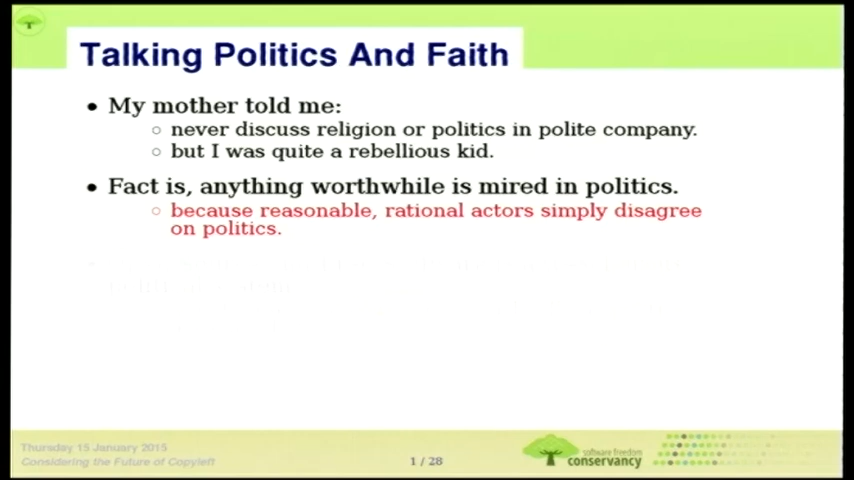 Talking Politics And Faith
• My mother told me:
○ never discuss religion or politics in polite company.
○ but I was quite a rebellious kid.
• Fact is, anything worthwhile is mired in politics.
○ because reasonable, rational actors simply disagree
on politics.
Thursday 15 January 2015
Considering the Future of Copyleft
1 / 28
software freedom
conservancy